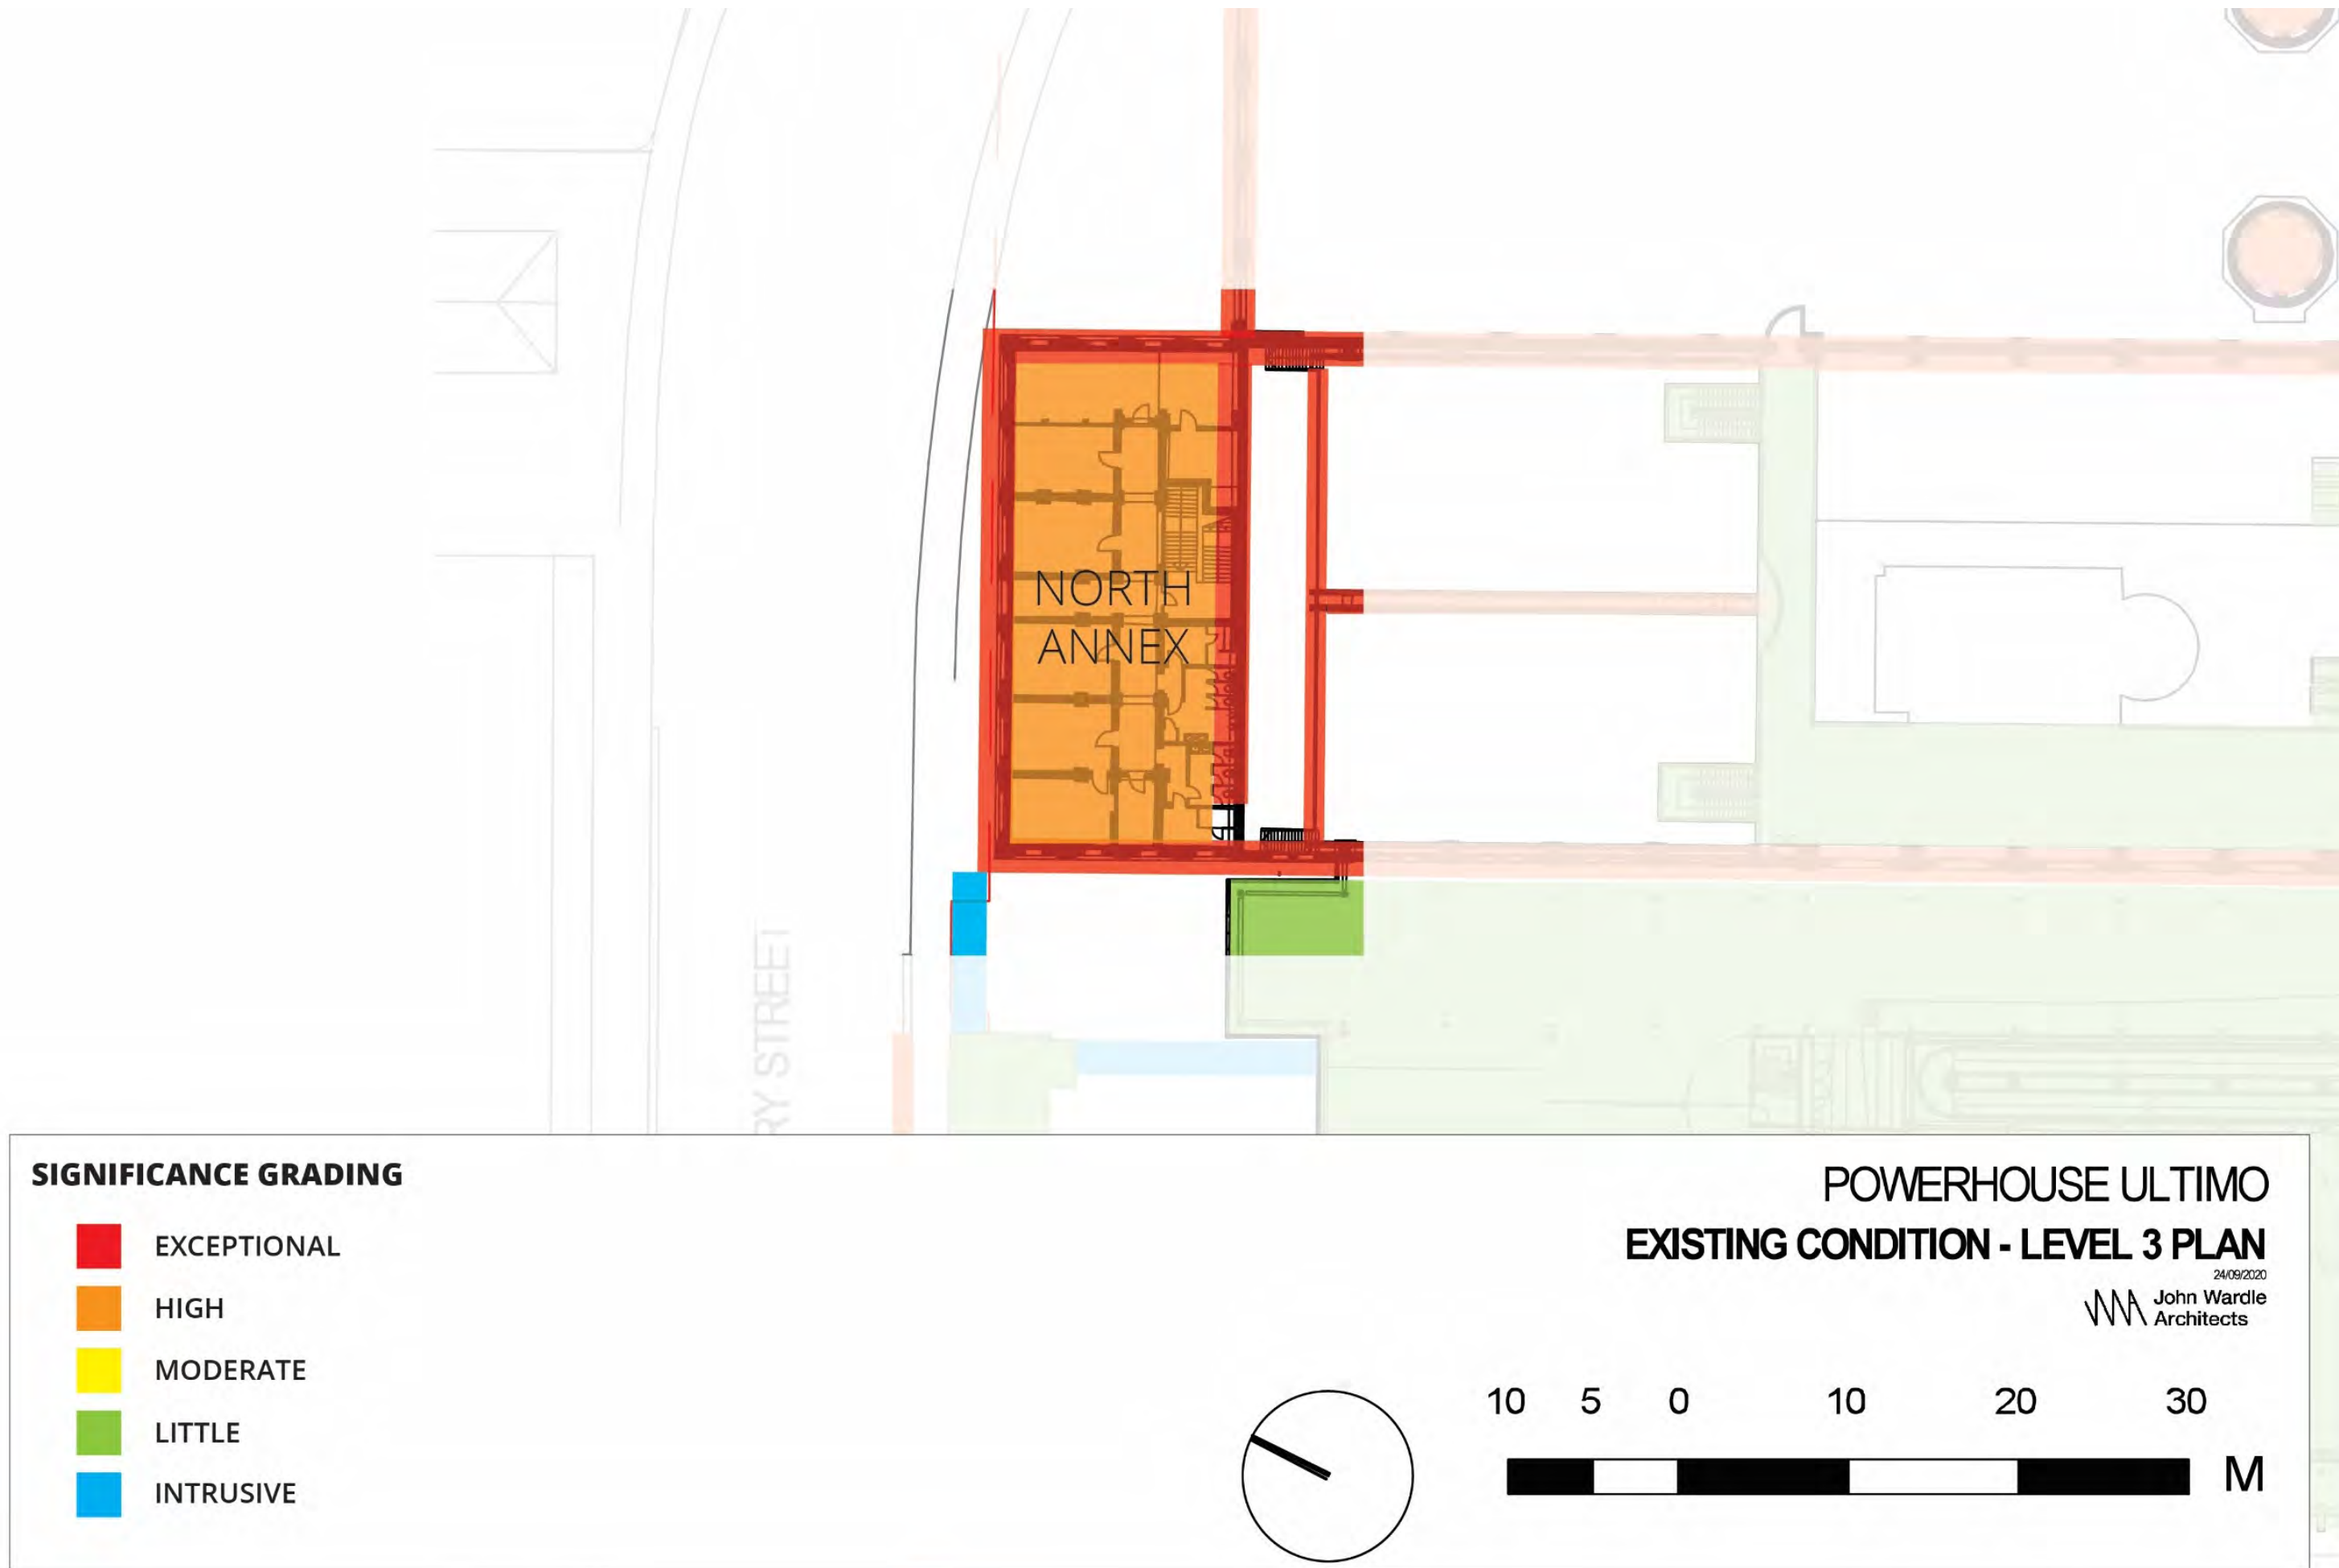 NORTH
ANNEX
RY STREET
SIGNIFICANCE GRADING
EXCEPTIONAL
HIGH
MODERATE
LITTLE
INTRUSIVE
POWERHOUSE ULTIMO
EXISTING CONDITION - LEVEL 3 PLAN
24/09/2020
John Wardle
Architects
10 5 0 10 20 30
M